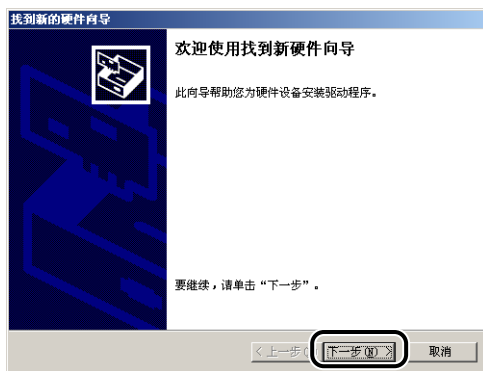 找到新的硬件向导
欢迎使用找到新硬件向导
此向导帮助您为硬件设备安装驱动程序。
要继续，请单击“下一步”。
<上一步(
下一步(N) >
取消